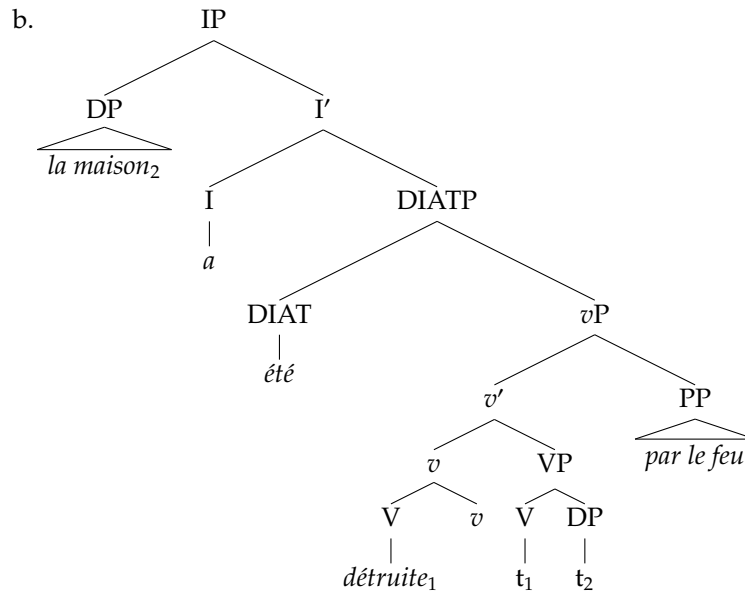 b. IP
DP I′
la maison₂
I DIATP
a
DIAT vP
été
v′ PP
par le feu
v VP
V v V DP
détruite₁ t₁ t₂